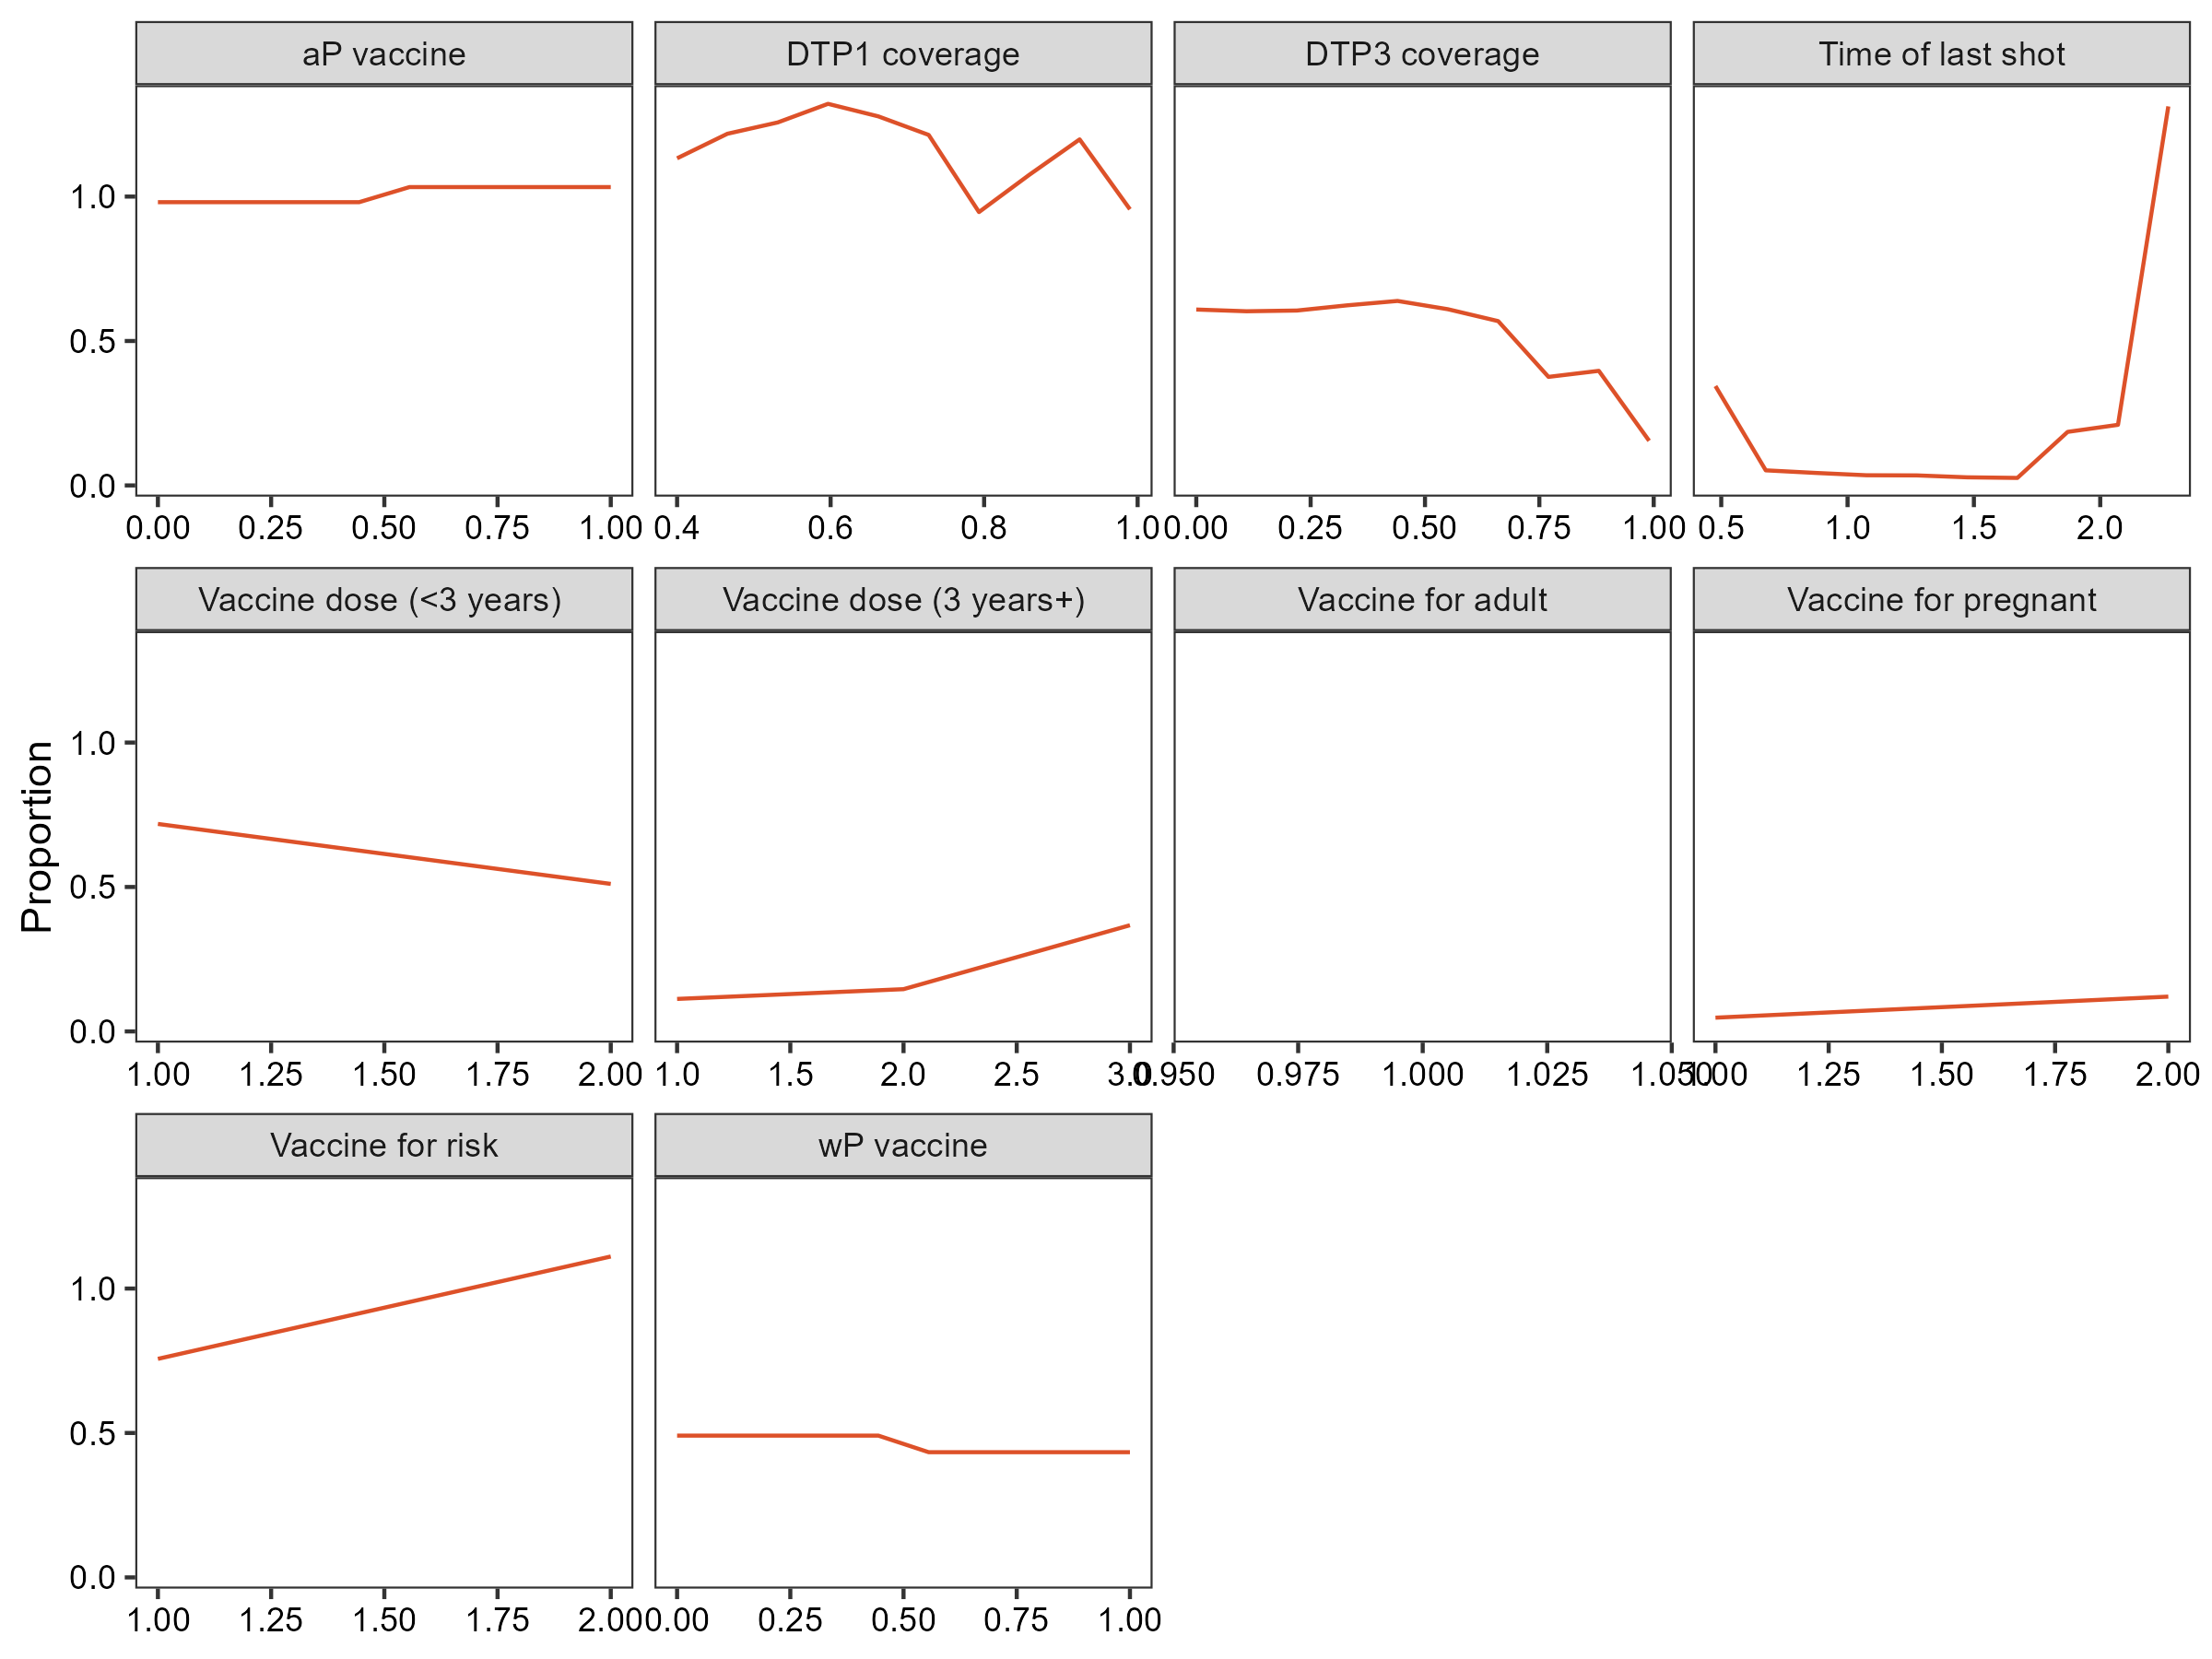 aP vaccine
DTP1 coverage
DTP3 coverage
Time of last shot
1.0
0.5
0.0
0.00 0.25 0.50 0.75 1.00
0.4 0.6 0.8 1.0
0.00 0.25 0.50 0.75 1.00
0.5 1.0 1.5 2.0
Vaccine dose (<3 years)
Vaccine dose (3 years+)
Vaccine for adult
Vaccine for pregnant
Proportion
1.0
0.5
0.0
1.00 1.25 1.50 1.75 2.00
1.0 1.5 2.0 2.5 3.0
0.950 0.975 1.000 1.025 1.050
1.00 1.25 1.50 1.75 2.00
Vaccine for risk
wP vaccine
1.0
0.5
0.0
1.00 1.25 1.50 1.75 2.00
0.00 0.25 0.50 0.75 1.00